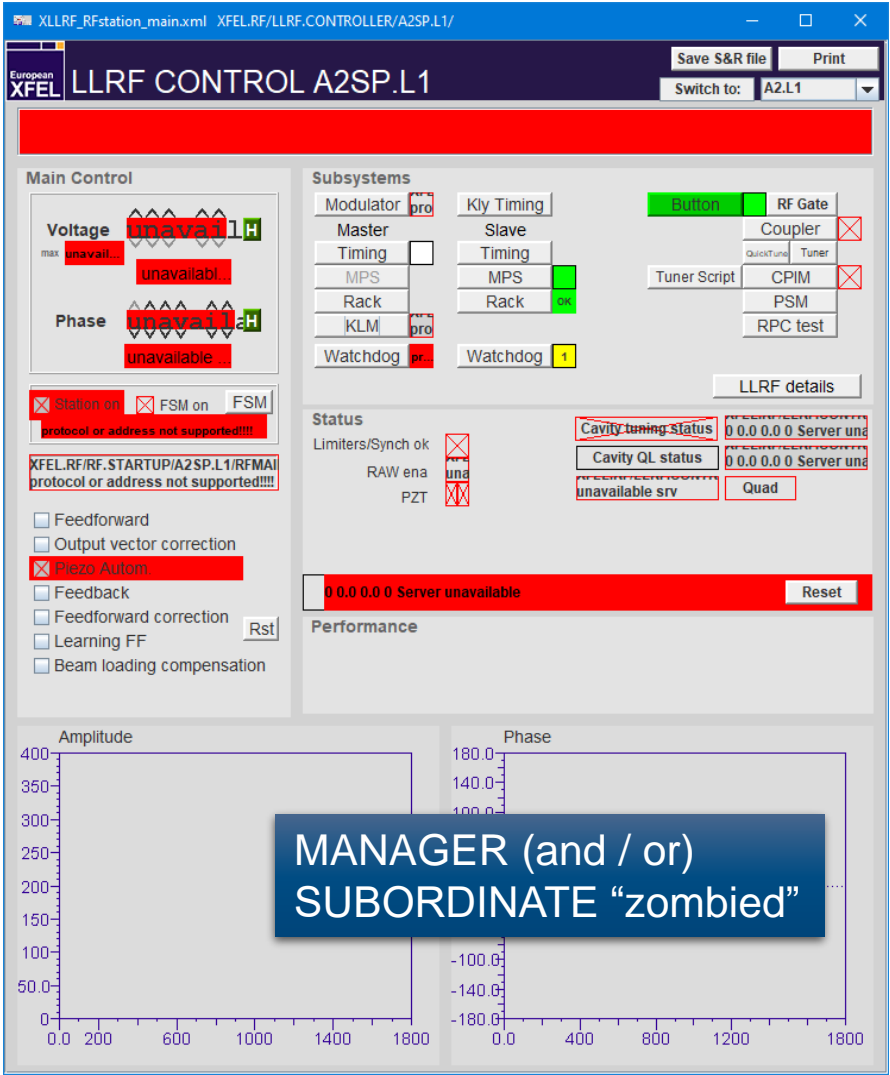 XLLRF_RFstation_main.xml XFEL.RF/LLRF.CONTROLLER/A2SP.L1/
European
XFEL
LLRF CONTROL A2SP.L1
Save S&R file Print
Switch to: A2.L1
Main Control
Voltage unavail H
max unavail...
unavailabl...
Phase unavaila H
unavailable ...
Station on FSM on FSM
protocol or address not supported!!!!
XFEL.RF/RF.STARTUP/A2SP.L1/RFMAI
protocol or address not supported!!!!
Feedforward
Output vector correction
Piezo Autom
Feedback
Feedforward correction
Rst
Learning FF
Beam loading compensation
Subsystems
Modulator pro Kly Timing Button RF Gate
Master Slave Coupler
Timing Timing QuickTune Tuner
MPS MPS Tuner Script CPIM
Rack Rack OK PSM
KLM pro RPC test
Watchdog pr... Watchdog 1
LLRF details
Status
Limiters/Synch ok
RAW ena una
PZT
Cavity tuning status 0 0.0 0.0 0 Server una
Cavity QL status 0 0.0 0.0 0 Server una
unavailable srv Quad
0 0.0 0.0 0 Server unavailable Reset
Performance
Amplitude
400
350
300
250
200
150
100
50.0
0
0.0 200 600 1000 1400 1800
Phase
180.0
140.0
100.0
-100.0
-140.0
-180.0
0.0 400 800 1200 1800
MANAGER (and / or)
SUBORDINATE “zombied”